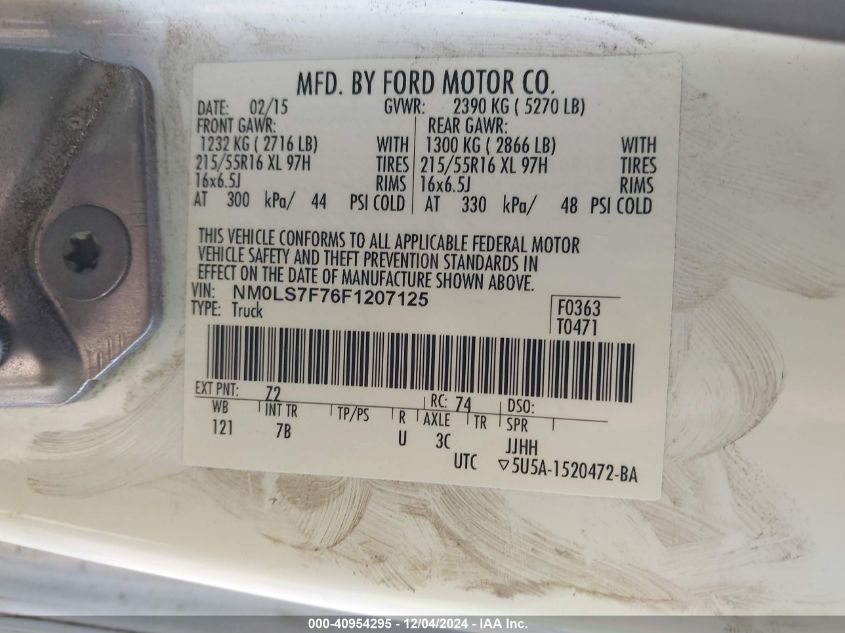 MFD. BY FORD MOTOR CO.
DATE: 02/15 GVWR: 2390 KG ( 5270 LB)
FRONT GAWR: REAR GAWR:
1232 KG ( 2716 LB) WITH 1300 KG ( 2866 LB) WITH
215/55R16 XL 97H TIRES 215/55R16 XL 97H TIRES
16x6.5J RIMS 16x6.5J RIMS
AT 300 kPa/ 44 PSI COLD AT 330 kPa/ 48 PSI COLD
THIS VEHICLE CONFORMS TO ALL APPLICABLE FEDERAL MOTOR
VEHICLE SAFETY AND THEFT PREVENTION STANDARDS IN
EFFECT ON THE DATE OF MANUFACTURE SHOWN ABOVE.
VIN: NM0LS7F76F1207125
TYPE: Truck
F0363
T0471
EXT PNT: 72 RC: 74 DSO:
WB INT TR TP/PS R AXLE TR SPR
121 7B U 3C JJHH
UTC ▽5U5A-1520472-BA
000-40954295 - 12/04/2024 - IAA Inc.